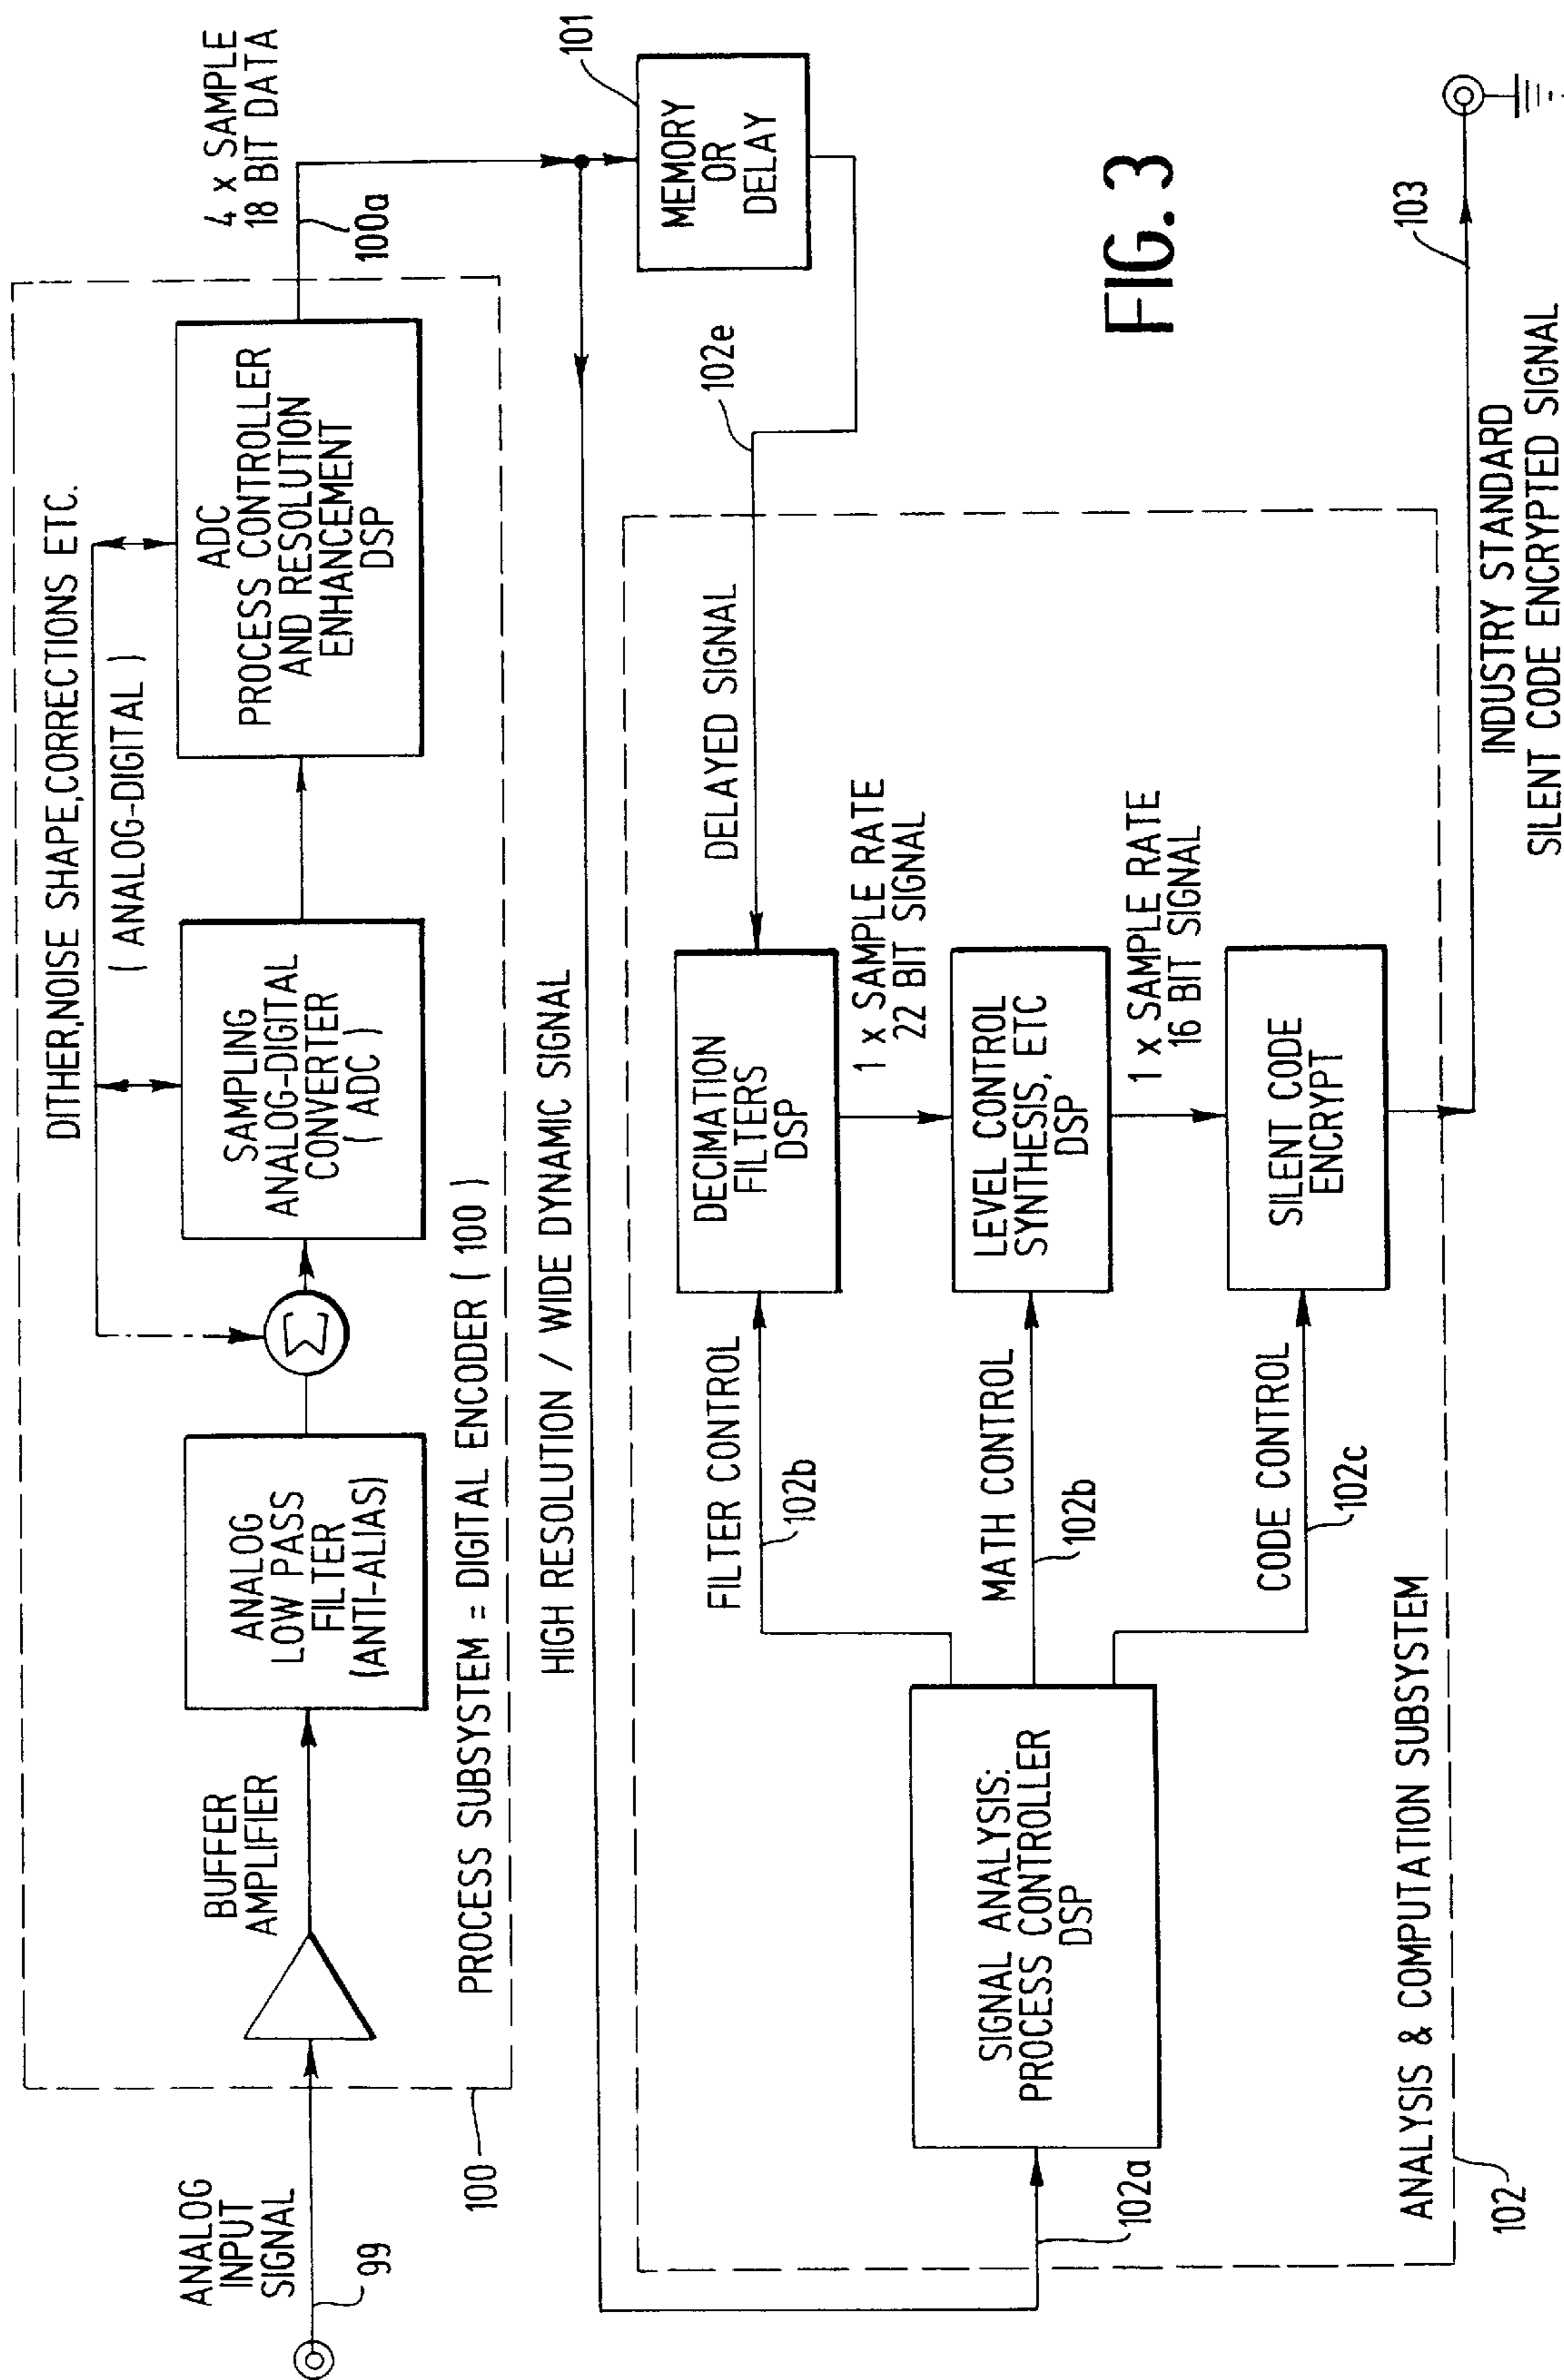 ANALOG
INPUT
SIGNAL
99
100
BUFFER
AMPLIFIER
ANALOG
LOW PASS
FILTER
(ANTI-ALIAS)
Σ
SAMPLING
ANALOG-DIGITAL
CONVERTER
( ADC )
DITHER,NOISE SHAPE,CORRECTIONS ETC.
( ANALOG-DIGITAL )
ADC
PROCESS CONTROLLER
AND RESOLUTION
ENHANCEMENT
DSP
PROCESS SUBSYSTEM = DIGITAL ENCODER ( 100 )
4 x SAMPLE
18 BIT DATA
100a
HIGH RESOLUTION / WIDE DYNAMIC SIGNAL
101
MEMORY
OR
DELAY
102e
DELAYED SIGNAL
102a
SIGNAL ANALYSIS:
PROCESS CONTROLLER
DSP
FILTER CONTROL
102b
MATH CONTROL
102b
CODE CONTROL
102c
DECIMATION
FILTERS
DSP
1 x SAMPLE RATE
22 BIT SIGNAL
LEVEL CONTROL
SYNTHESIS, ETC
DSP
1 x SAMPLE RATE
16 BIT SIGNAL
SILENT CODE
ENCRYPT
ANALYSIS & COMPUTATION SUBSYSTEM
102
103
INDUSTRY STANDARD
SILENT CODE ENCRYPTED SIGNAL
FIG. 3